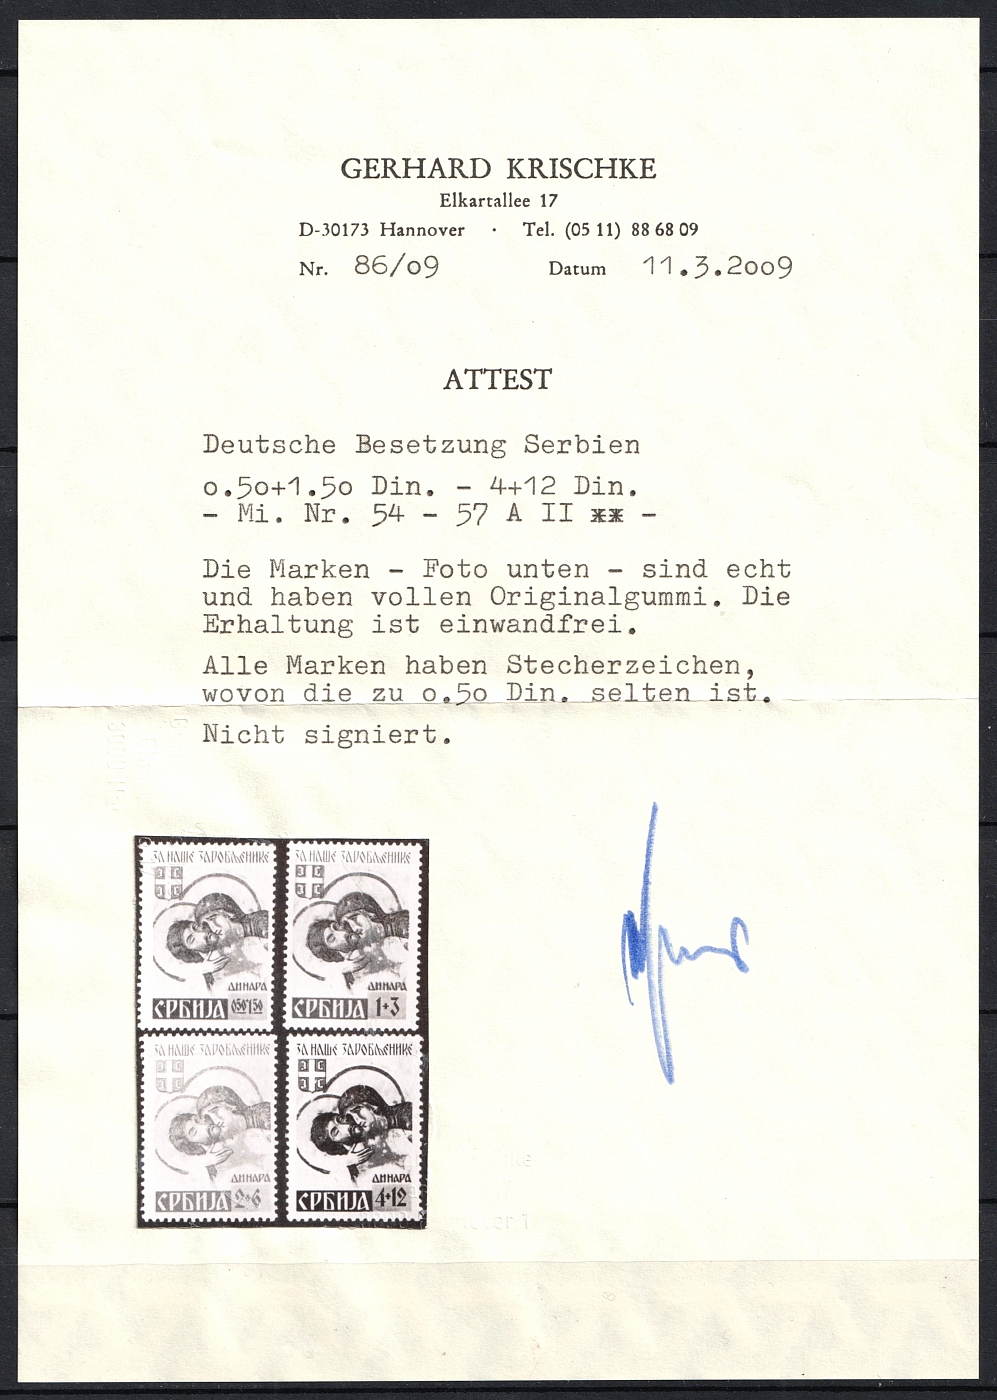 GERHARD KRISCHKE
Elkartallee 17
D-30173 Hannover · Tel. (05 11) 88 68 09
Nr. 86/09 Datum 11.3.2009
ATTEST
Deutsche Besetzung Serbien
0.50+1.50 Din. - 4+12 Din.
- Mi. Nr. 54 - 57 A II ** -
Die Marken - Foto unten - sind echt
und haben vollen Originalgummi. Die
Erhaltung ist einwandfrei.
Alle Marken haben Stecherzeichen,
wovon die zu 0.50 Din. selten ist.
Nicht signiert.
ЗА НАШЕ ЗАРОБЉЕНИКЕ
ДИНАРА
СРБИЈА 0.50+1.50
ЗА НАШЕ ЗАРОБЉЕНИКЕ
ДИНАРА
СРБИЈА 1+3
ЗА НАШЕ ЗАРОБЉЕНИКЕ
ДИНАРА
СРБИЈА 2+6
ЗА НАШЕ ЗАРОБЉЕНИКЕ
ДИНАРА
СРБИЈА 4+12